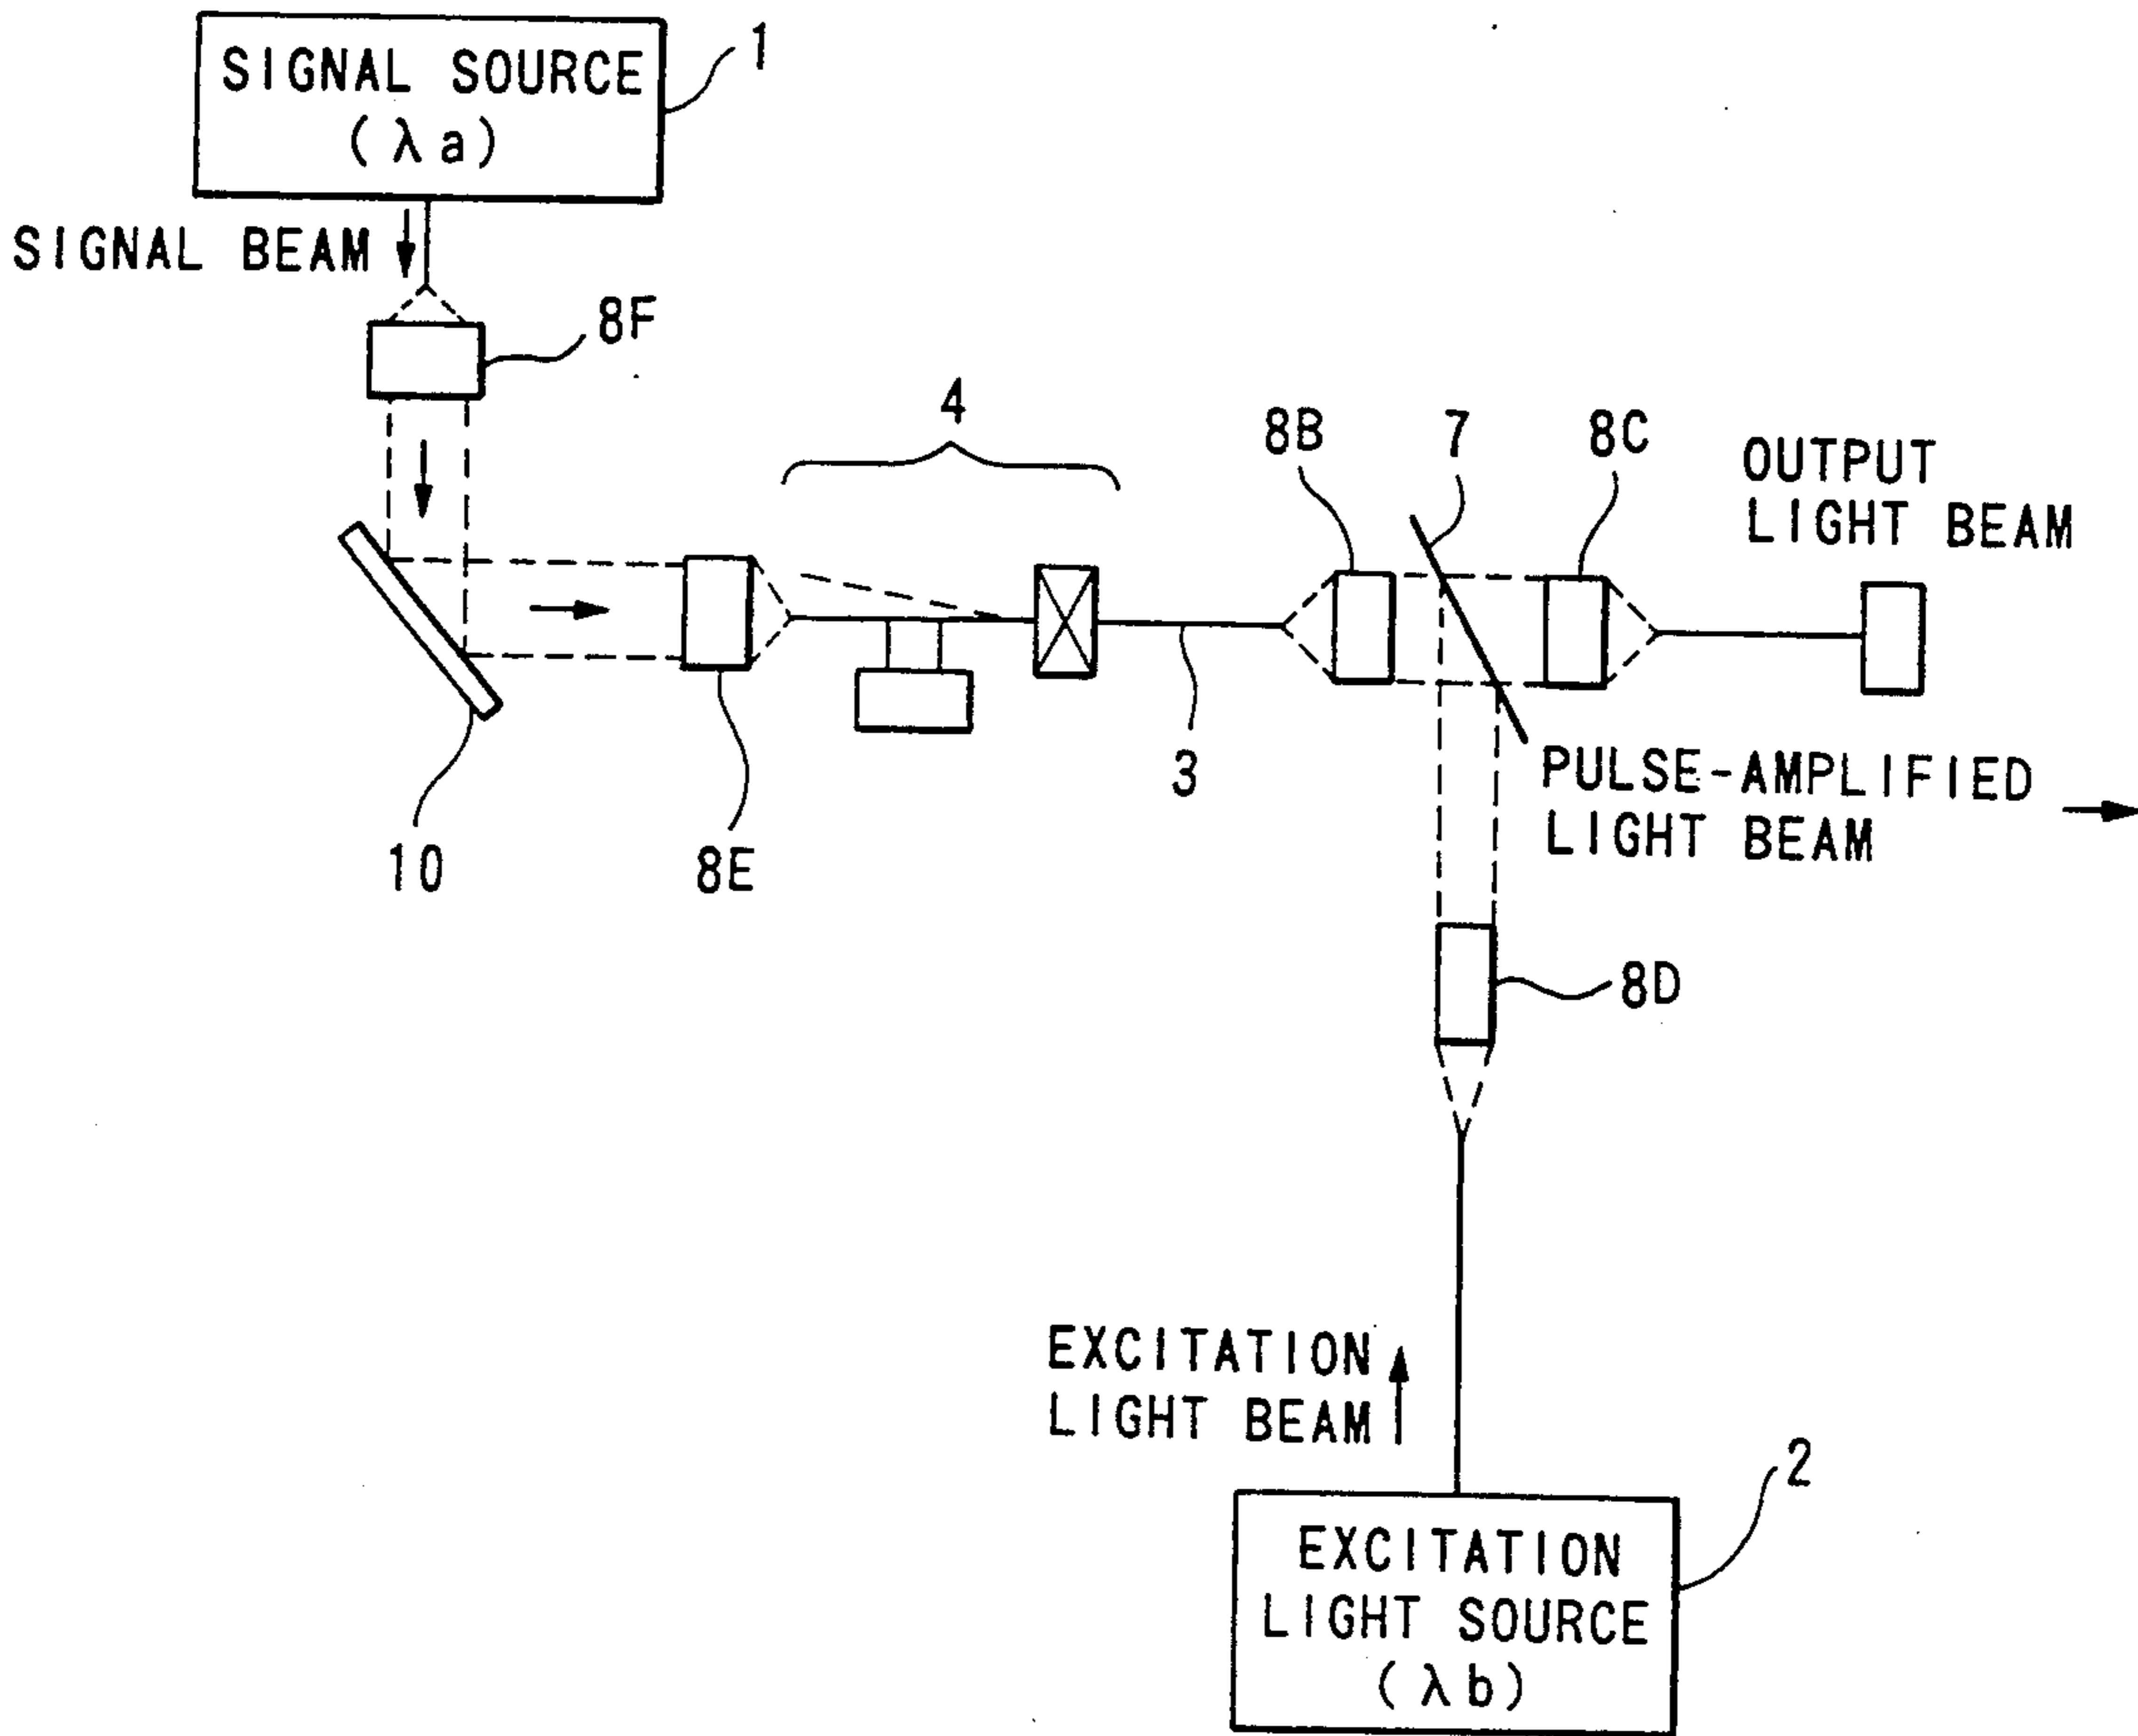 SIGNAL SOURCE
(λa)
1
SIGNAL BEAM
8F
4
8B
7
8C
OUTPUT
LIGHT BEAM
3
10
8E
PULSE-AMPLIFIED
LIGHT BEAM
8D
EXCITATION
LIGHT BEAM
2
EXCITATION
LIGHT SOURCE
(λb)